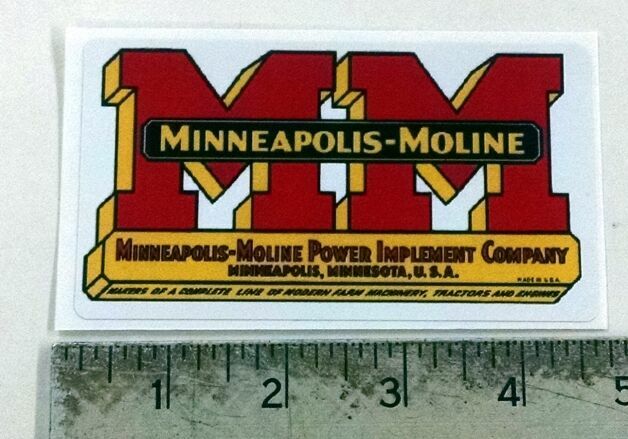 MM
MINNEAPOLIS-MOLINE
MINNEAPOLIS-MOLINE POWER IMPLEMENT COMPANY
MINNEAPOLIS, MINNESOTA, U.S.A.
MADE IN U.S.A.
MAKERS OF A COMPLETE LINE OF MODERN FARM MACHINERY, TRACTORS AND ENGINES
1 2 3 4 5